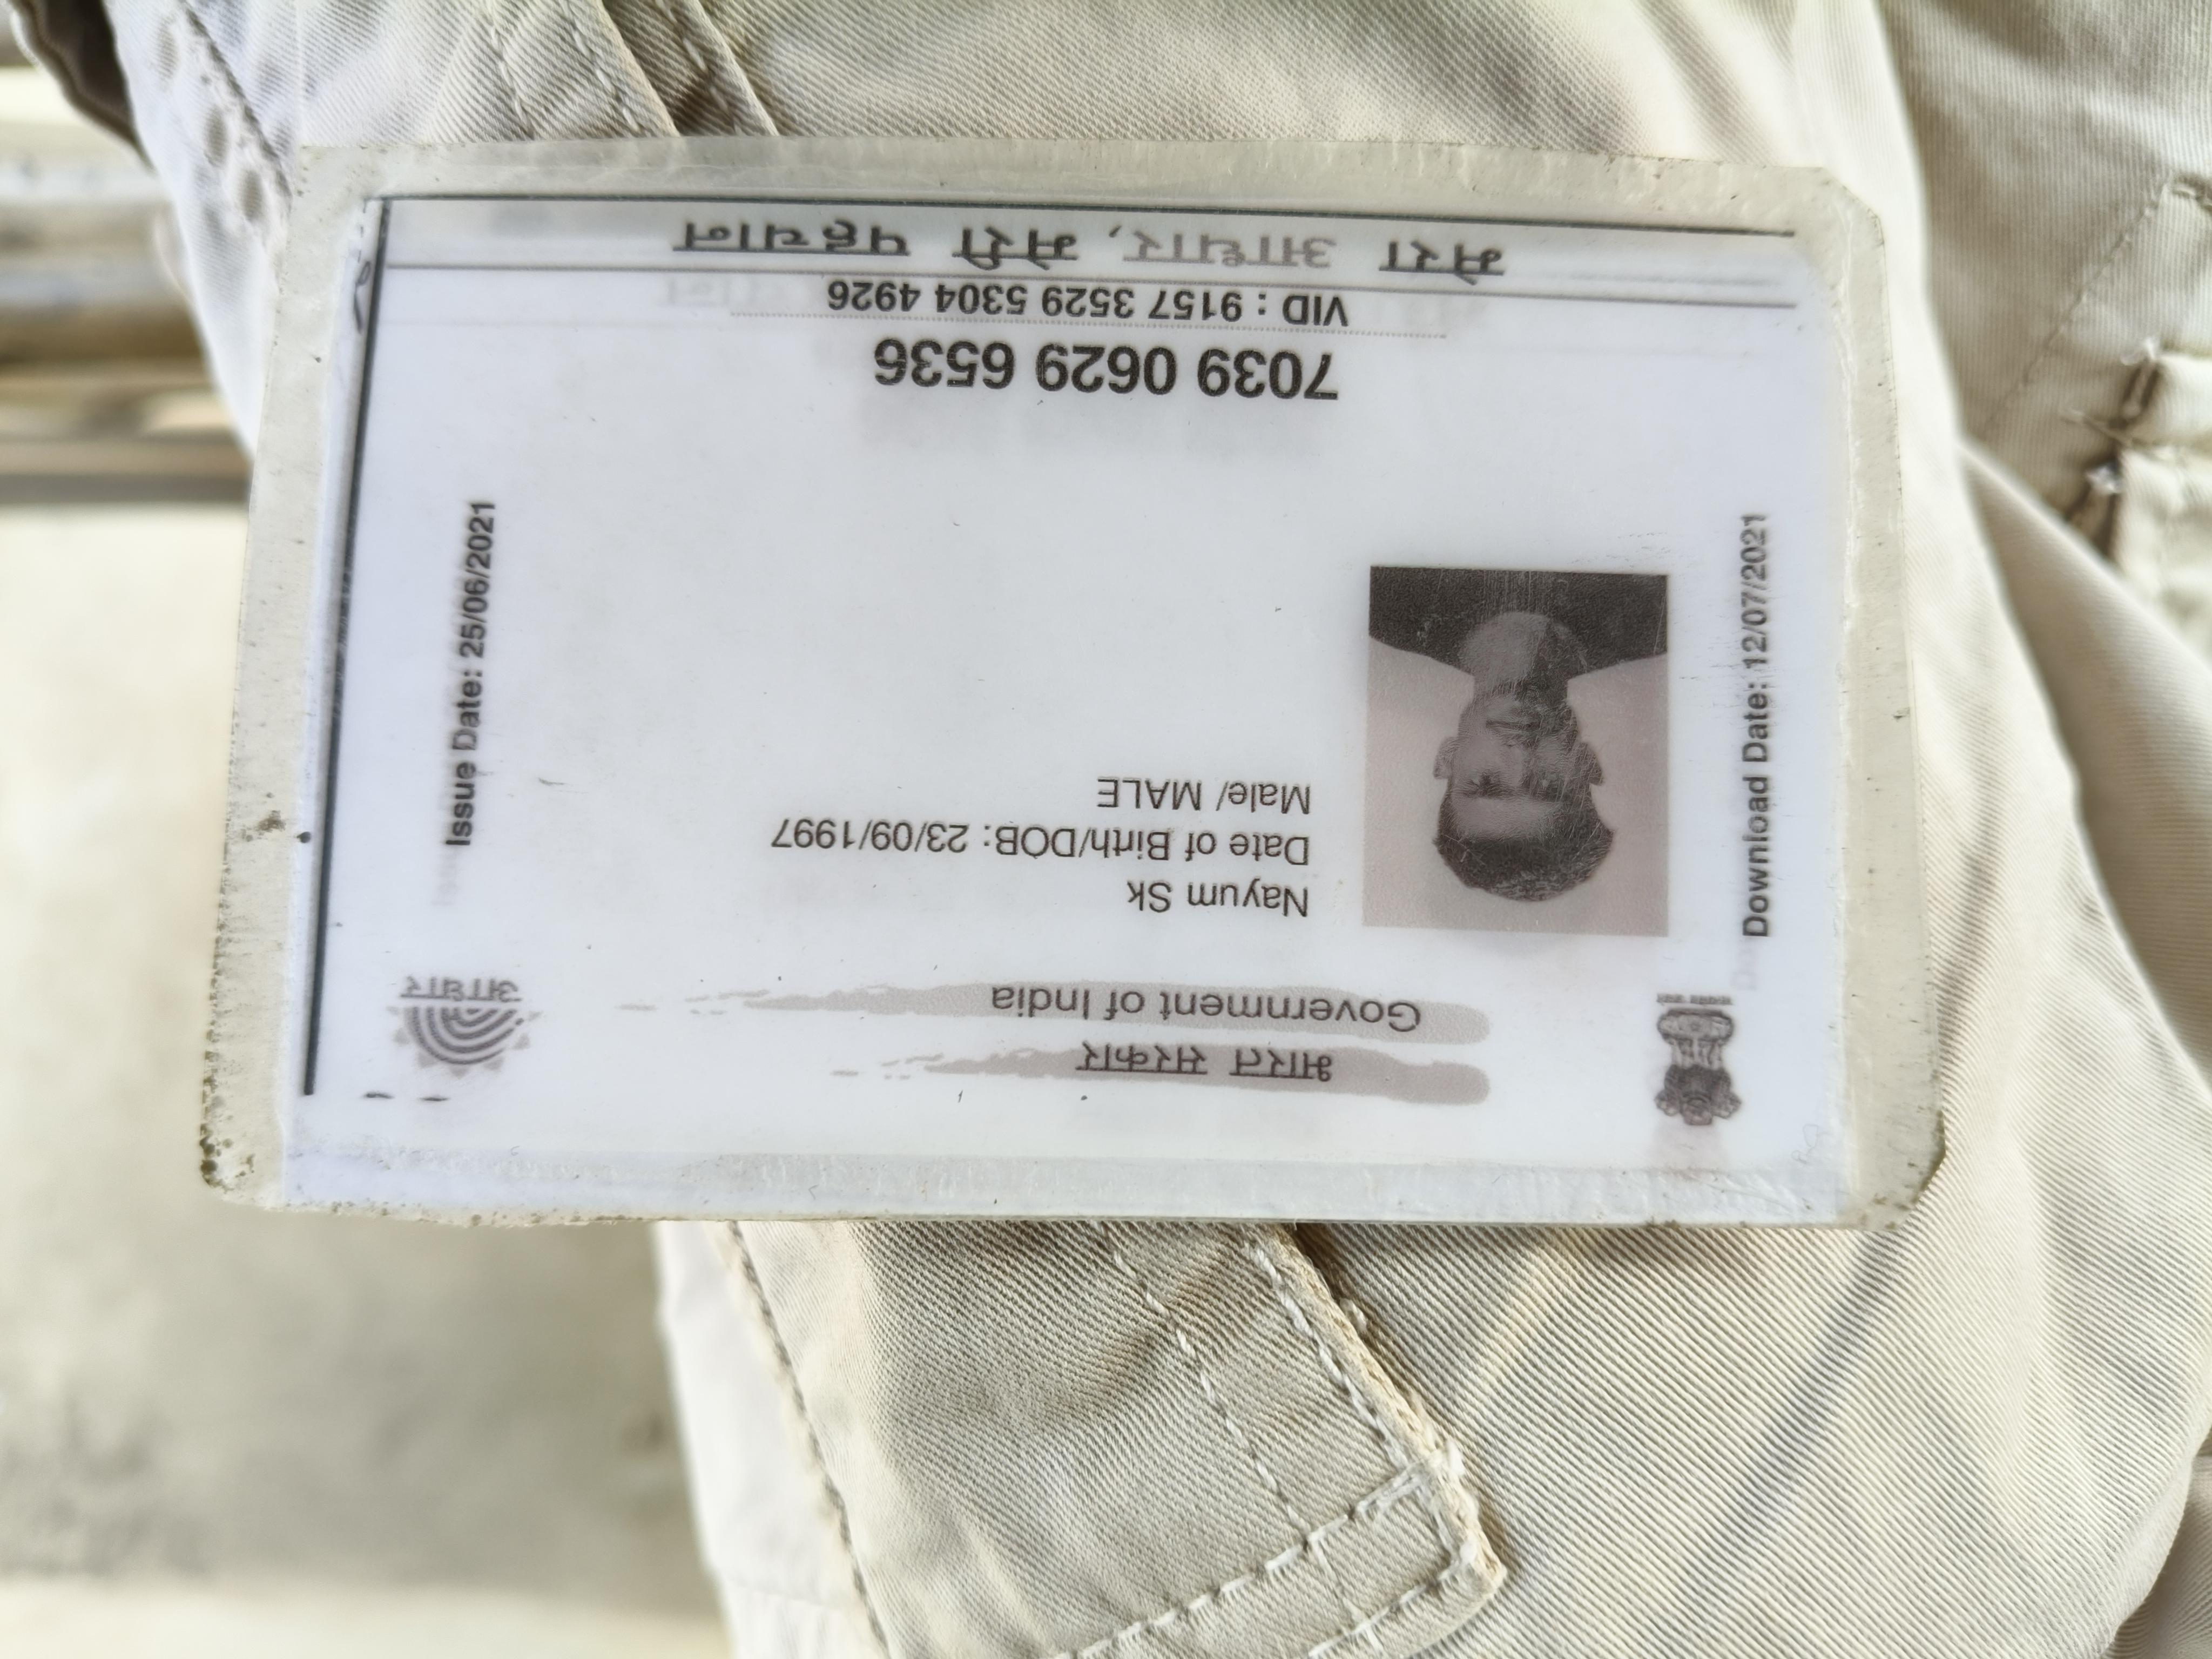 भारत सरकार
Government of India
आधार
Download Date: 12/07/2021
Nayum Sk
Date of Birth/DOB: 23/09/1997
Male/ MALE
Issue Date: 25/06/2021
7039 0629 6536
VID : 9157 3529 5304 4926
मेरा आधार, मेरी पहचान